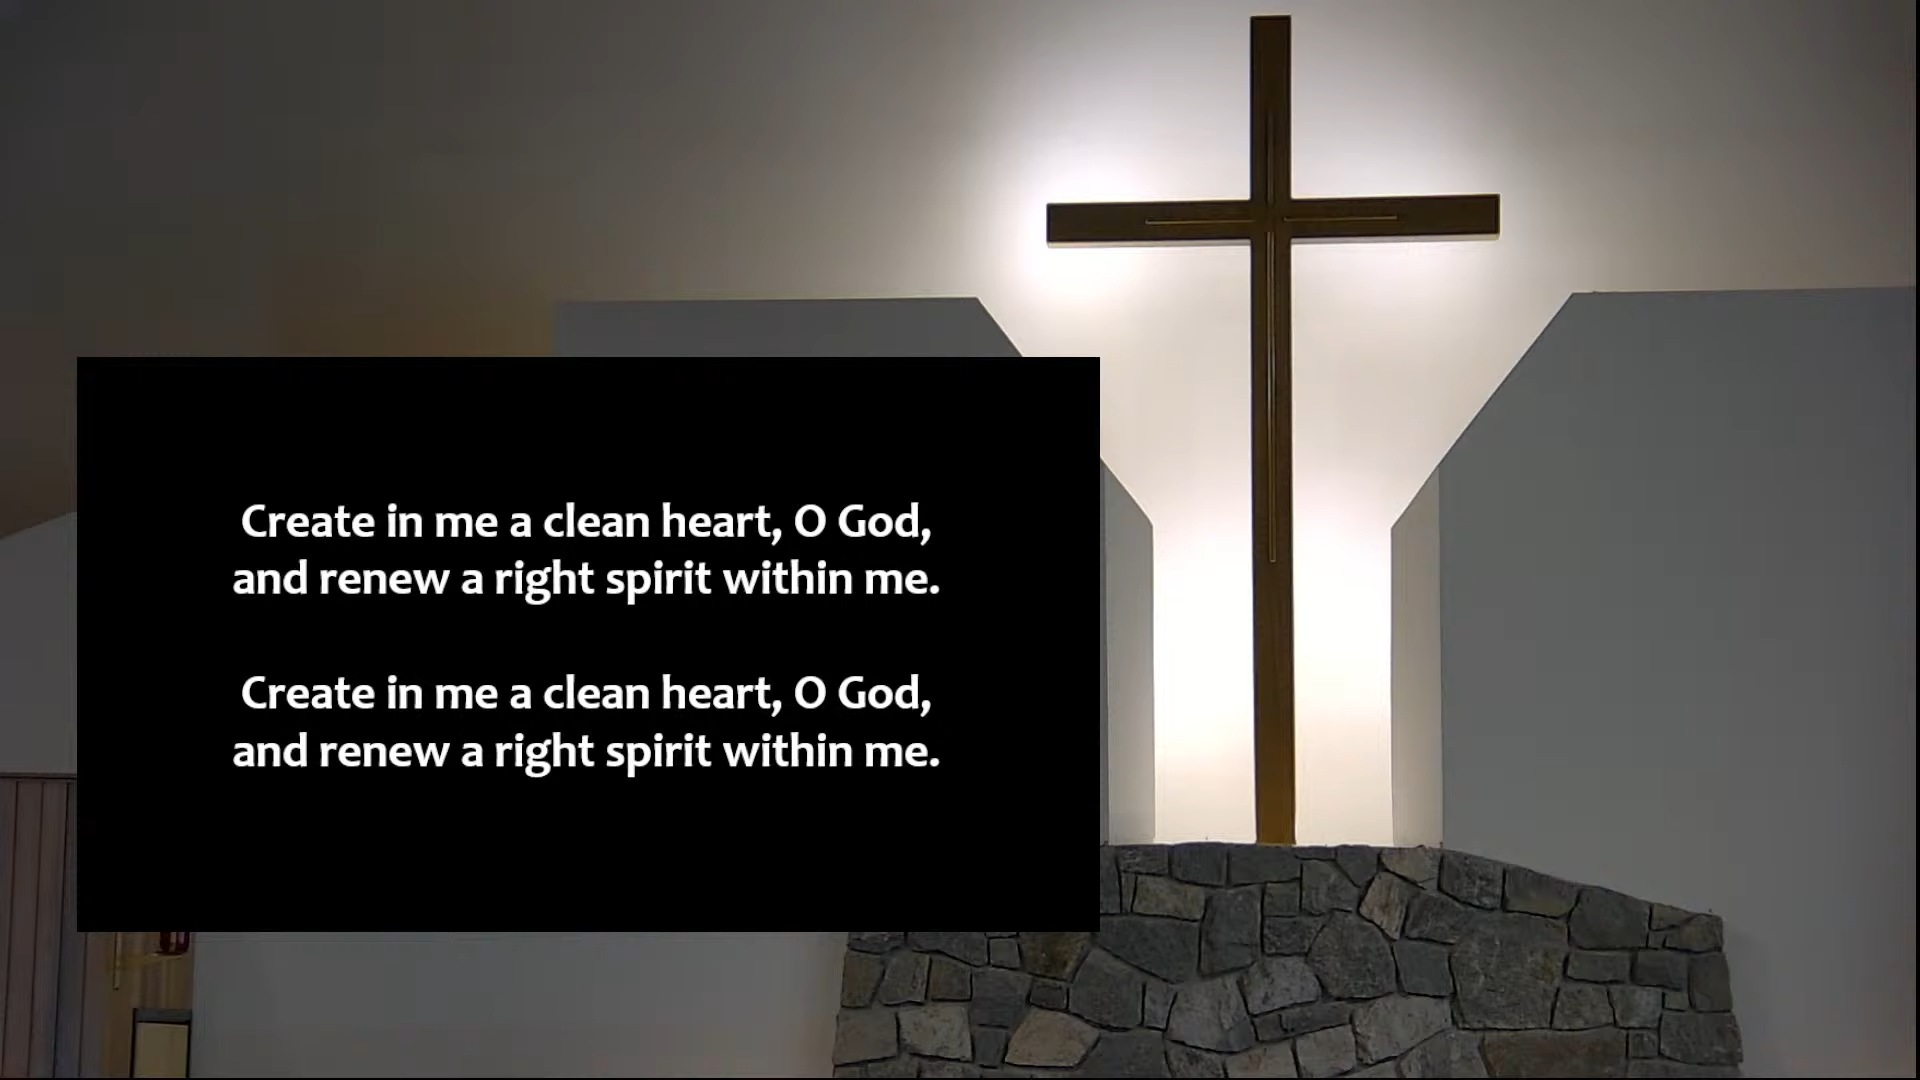 Create in me a clean heart, O God,
and renew a right spirit within me.
Create in me a clean heart, O God,
and renew a right spirit within me.